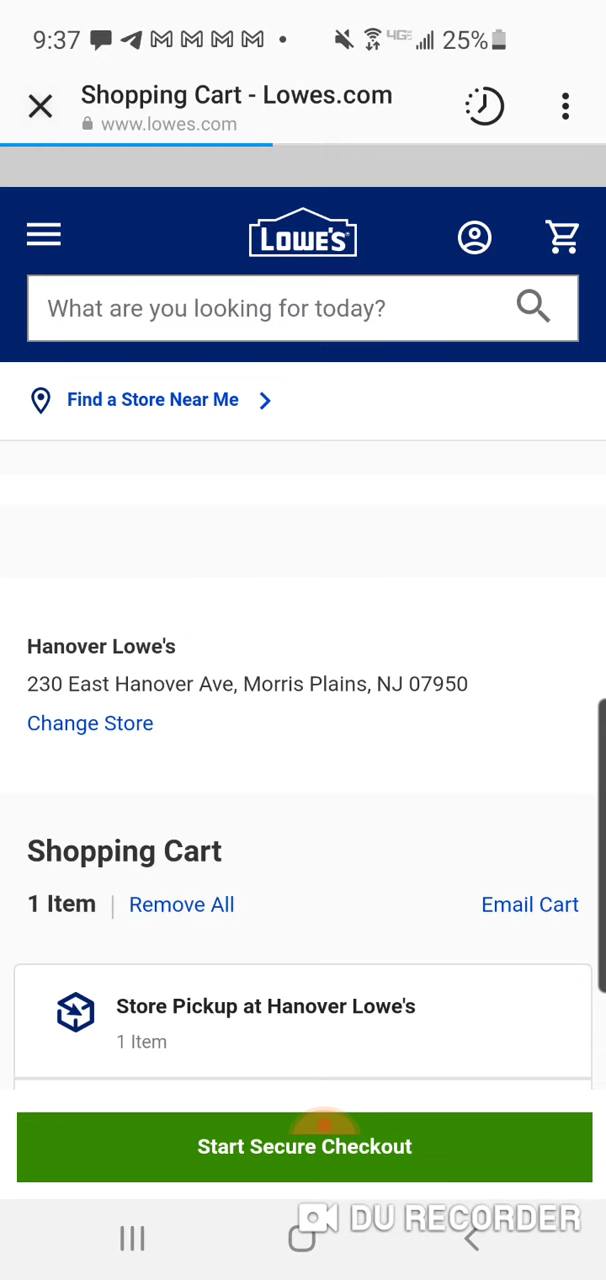 9:37 4GE 25%
Shopping Cart - Lowes.com
www.lowes.com
LOWE'S
What are you looking for today?
Find a Store Near Me
Hanover Lowe's
230 East Hanover Ave, Morris Plains, NJ 07950
Change Store
Shopping Cart
1 Item | Remove All Email Cart
Store Pickup at Hanover Lowe's
1 Item
Start Secure Checkout
DU RECORDER